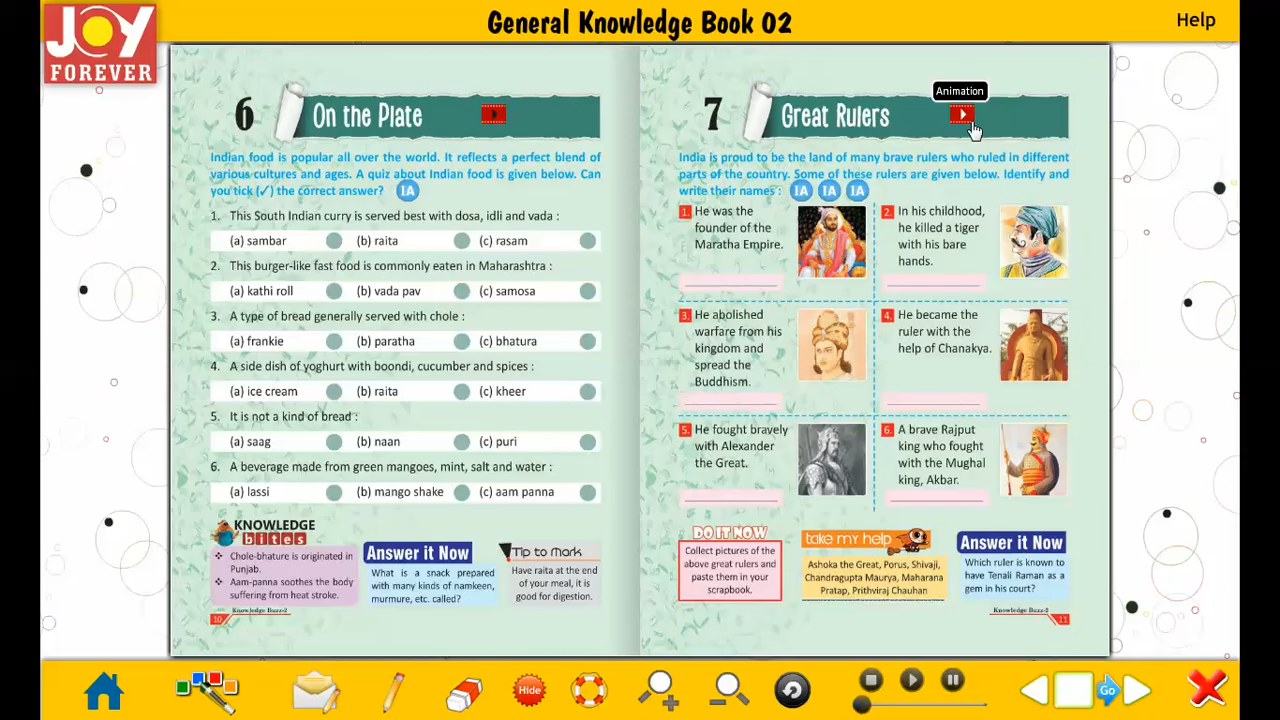 General Knowledge Book 02
Help
JOY
FOREVER
6
On the Plate
Indian food is popular all over the world. It reflects a perfect blend of
various cultures and ages. A quiz about Indian food is given below. Can
you tick (✓) the correct answer? IA
1. This South Indian curry is served best with dosa, idli and vada :
(a) sambar (b) raita (c) rasam
2. This burger-like fast food is commonly eaten in Maharashtra :
(a) kathi roll (b) vada pav (c) samosa
3. A type of bread generally served with chole :
(a) frankie (b) paratha (c) bhatura
4. A side dish of yoghurt with boondi, cucumber and spices :
(a) ice cream (b) raita (c) kheer
5. It is not a kind of bread :
(a) saag (b) naan (c) puri
6. A beverage made from green mangoes, mint, salt and water :
(a) lassi (b) mango shake (c) aam panna
KNOWLEDGE
bites
❖ Chole-bhature is originated in
Punjab.
❖ Aam-panna soothes the body
suffering from heat stroke.
Answer it Now
What is a snack prepared
with many kinds of namkeen,
murmure, etc. called?
Tip to Mark
Have raita at the end
of your meal, it is
good for digestion.
Knowledge Buzz-2
10
7
Great Rulers
Animation
India is proud to be the land of many brave rulers who ruled in different
parts of the country. Some of these rulers are given below. Identify and
write their names : IA IA IA
1. He was the
founder of the
Maratha Empire.
2. In his childhood,
he killed a tiger
with his bare
hands.
3. He abolished
warfare from his
kingdom and
spread the
Buddhism.
4. He became the
ruler with the
help of Chanakya.
5. He fought bravely
with Alexander
the Great.
6. A brave Rajput
king who fought
with the Mughal
king, Akbar.
DO IT NOW
Collect pictures of the
above great rulers and
paste them in your
scrapbook.
take my help
Ashoka the Great, Porus, Shivaji,
Chandragupta Maurya, Maharana
Pratap, Prithviraj Chauhan
Answer it Now
Which ruler is known to
have Tenali Raman as a
gem in his court?
Knowledge Buzz-2
11
Hide
Go